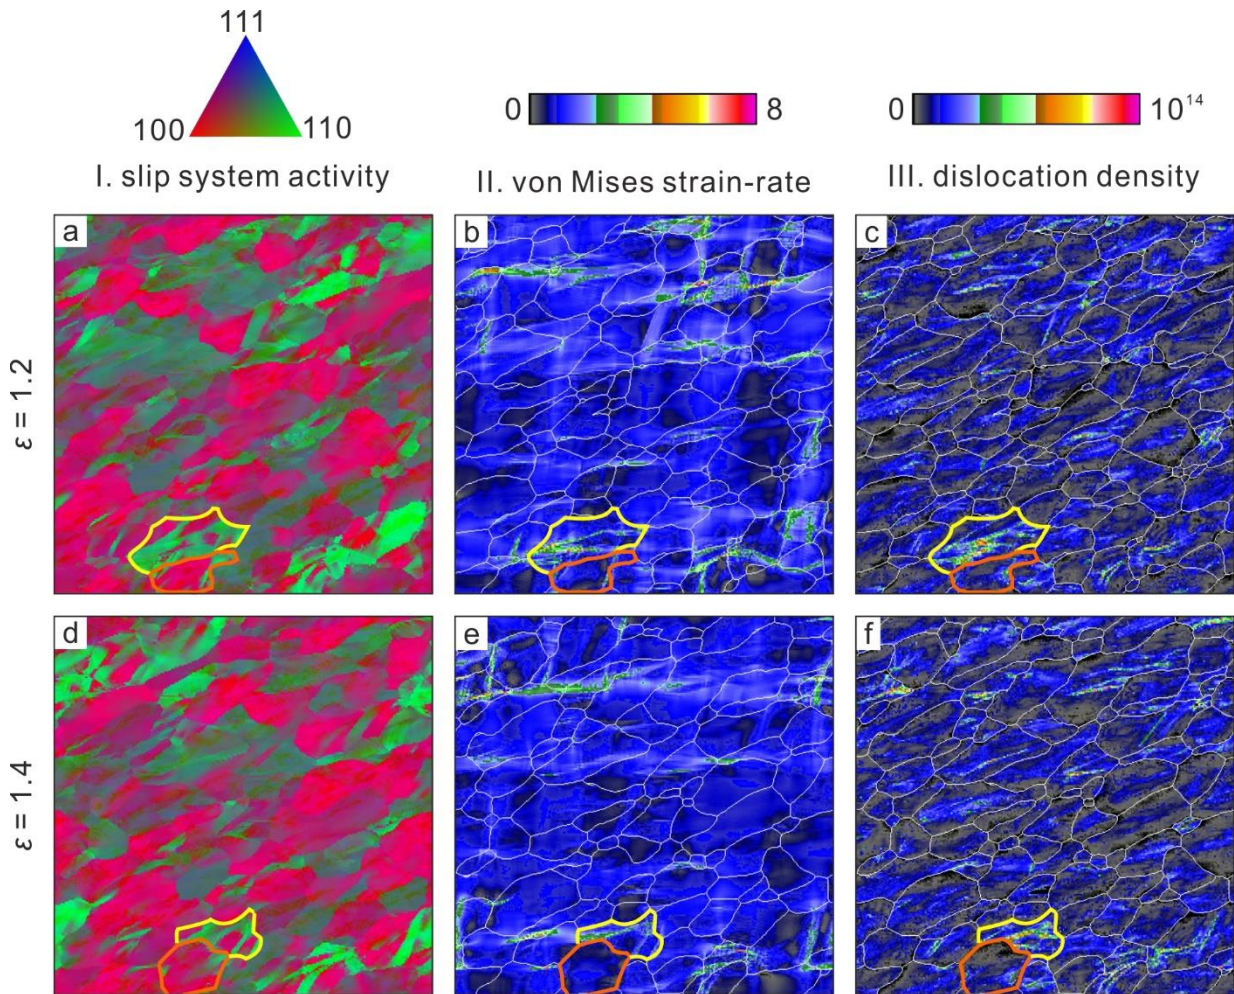 111
100 110
0 8
0 10¹⁴
I. slip system activity
II. von Mises strain-rate
III. dislocation density
a
b
c
ε = 1.2
d
e
f
ε = 1.4